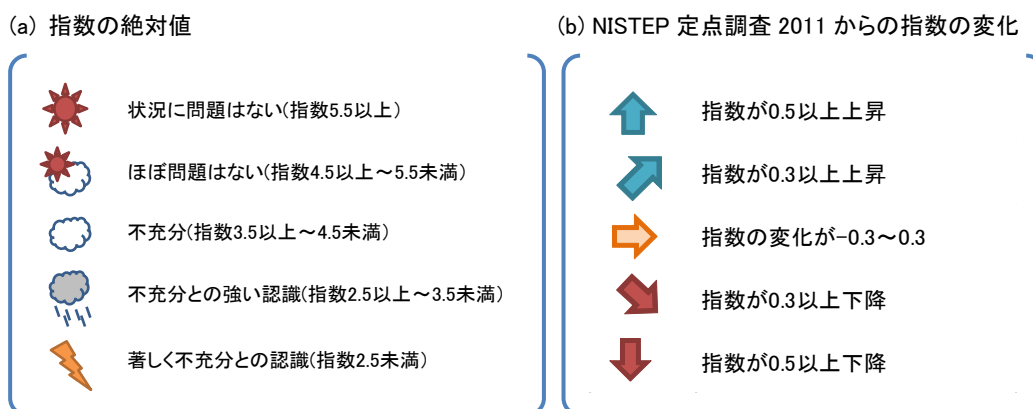 (a) 指数の絶対値
状況に問題はない(指数5.5以上)
ほぼ問題はない(指数4.5以上～5.5未満)
不充分(指数3.5以上～4.5未満)
不充分との強い認識(指数2.5以上～3.5未満)
著しく不充分との認識(指数2.5未満)
(b) NISTEP 定点調査 2011 からの指数の変化
指数が0.5以上上昇
指数が0.3以上上昇
指数の変化が-0.3～0.3
指数が0.3以上下降
指数が0.5以上下降